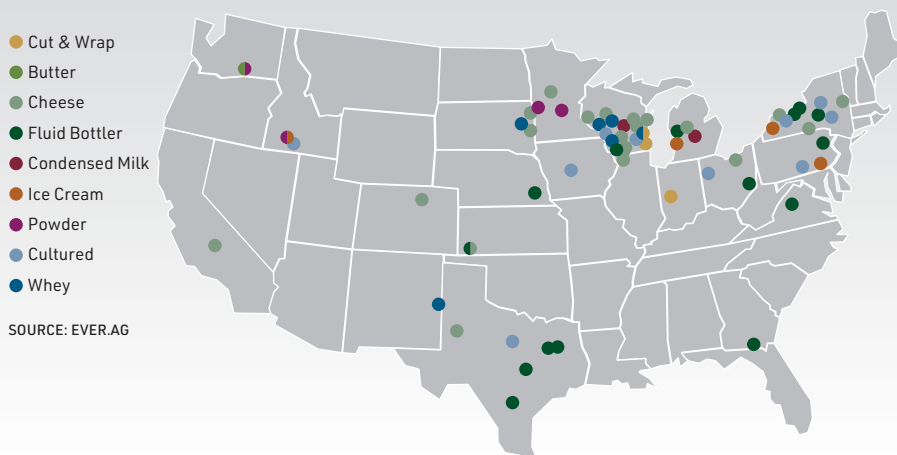 Cut & Wrap
Butter
Cheese
Fluid Bottler
Condensed Milk
Ice Cream
Powder
Cultured
Whey
SOURCE: EVER.AG